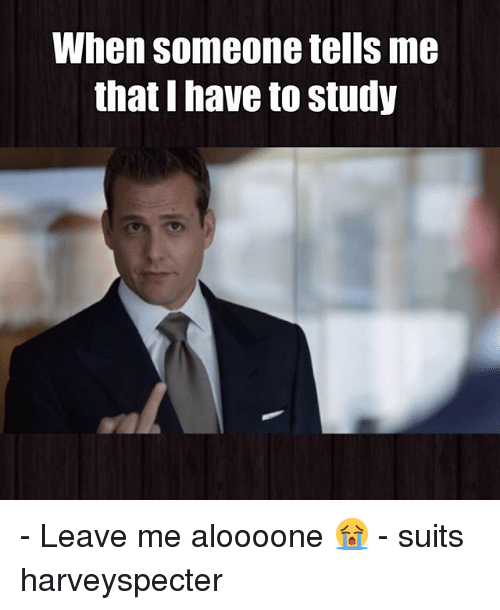 When someone tells me
that I have to study
- Leave me aloooone 😭 - suits
harveyspecter